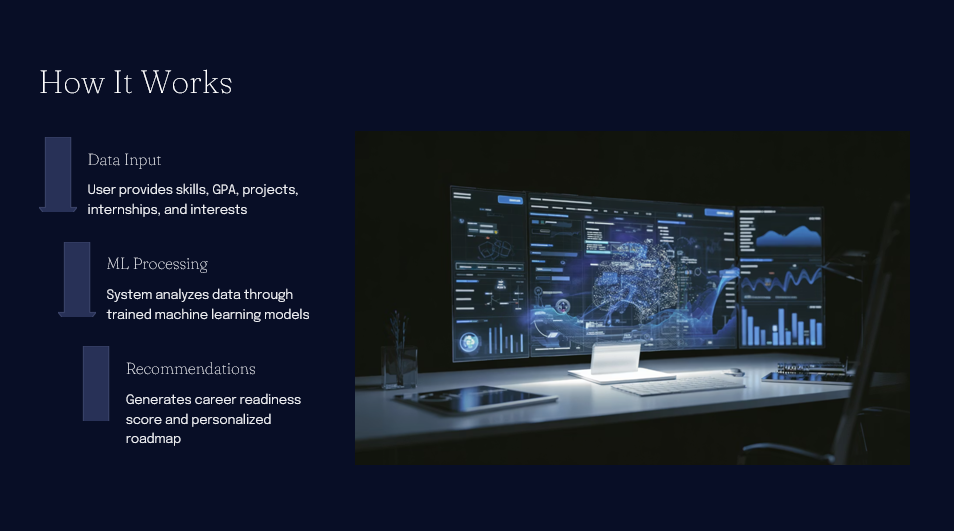 How It Works
Data Input
User provides skills, GPA, projects,
internships, and interests
ML Processing
System analyzes data through
trained machine learning models
Recommendations
Generates career readiness
score and personalized
roadmap